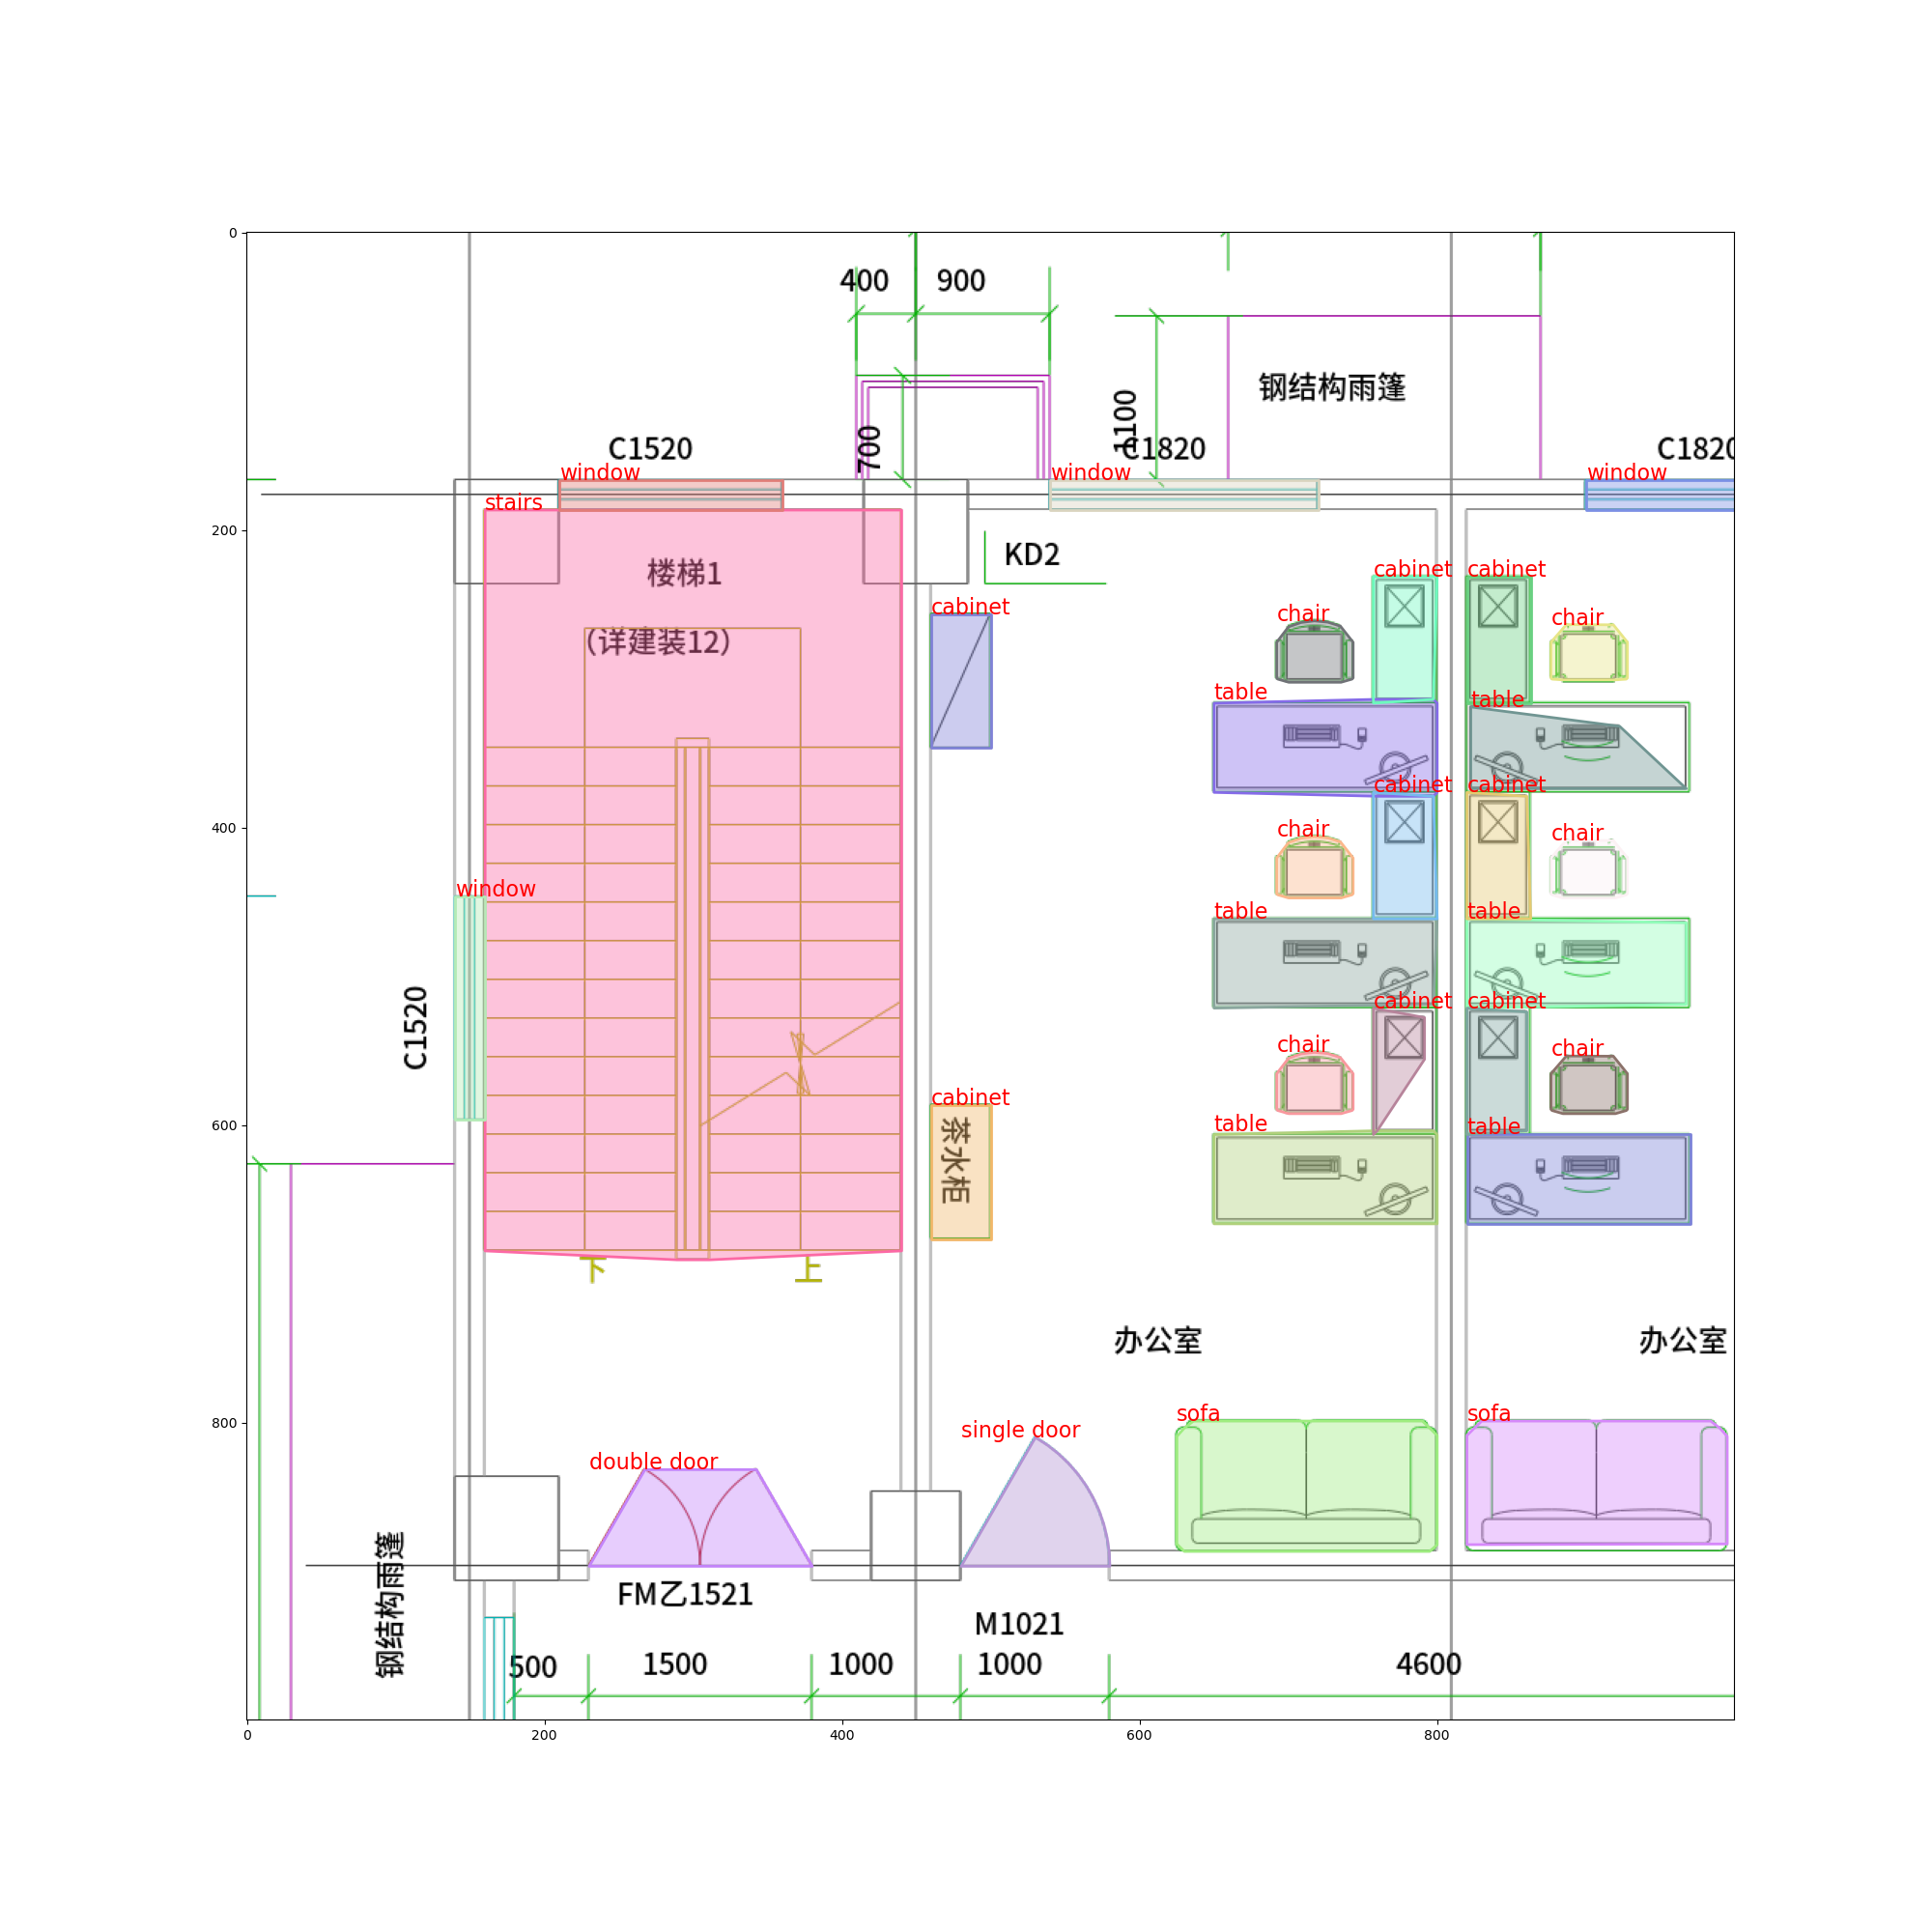 0
400 900
钢结构雨篷
1100
700
C1520
C1820
C1820
window
window
window
stairs
200
KD2
楼梯1
(详建装12)
cabinet
cabinet
cabinet
chair
chair
table
table
cabinet
cabinet
400
chair
chair
window
table
table
C1520
cabinet
cabinet
chair
chair
cabinet
茶水柜
600
table
table
下 上
办公室
办公室
800
sofa
sofa
single door
double door
钢结构雨篷
FM乙1521
M1021
500 1500 1000 1000 4600
0 200 400 600 800